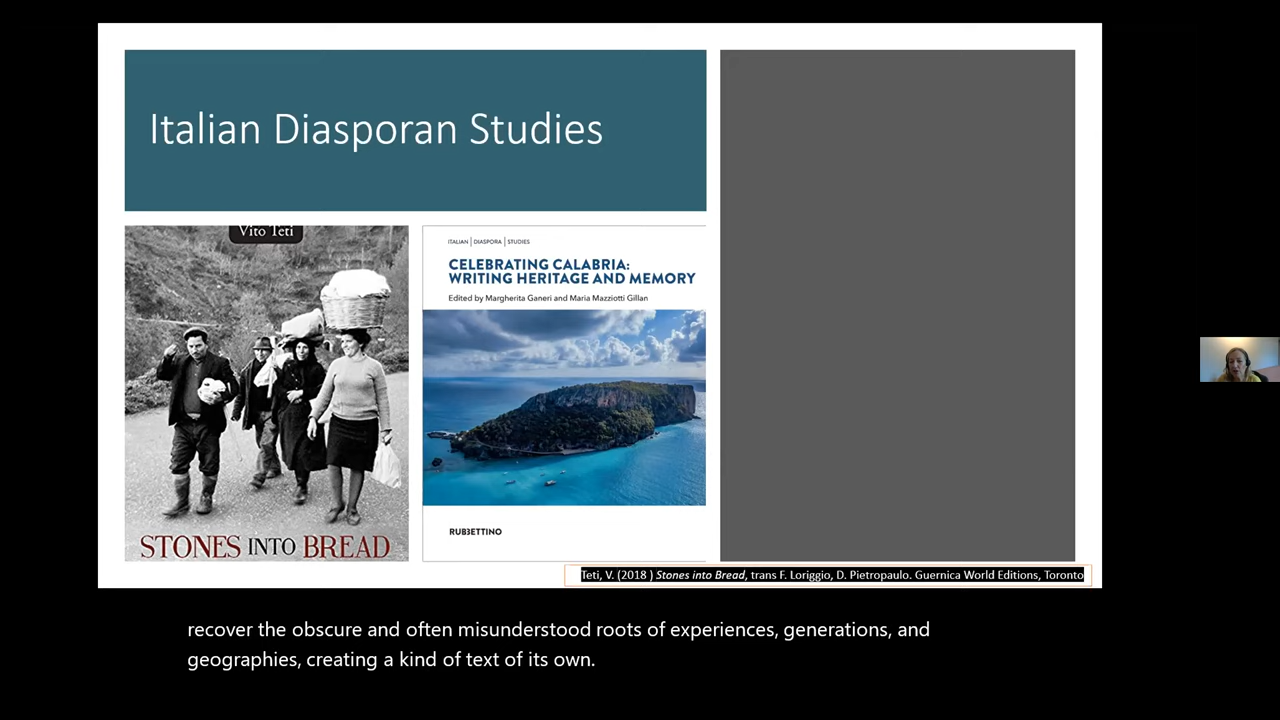 Italian Diasporan Studies
Vito Teti
STONES INTO BREAD
ITALIAN | DIASPORA | STUDIES
CELEBRATING CALABRIA:
WRITING HERITAGE AND MEMORY
Edited by Margherita Ganeri and Maria Mazziotti Gillan
RUBBETTINO
Teti, V. (2018 ) Stones into Bread, trans F. Loriggio, D. Pietropaulo. Guernica World Editions, Toronto
recover the obscure and often misunderstood roots of experiences, generations, and
geographies, creating a kind of text of its own.